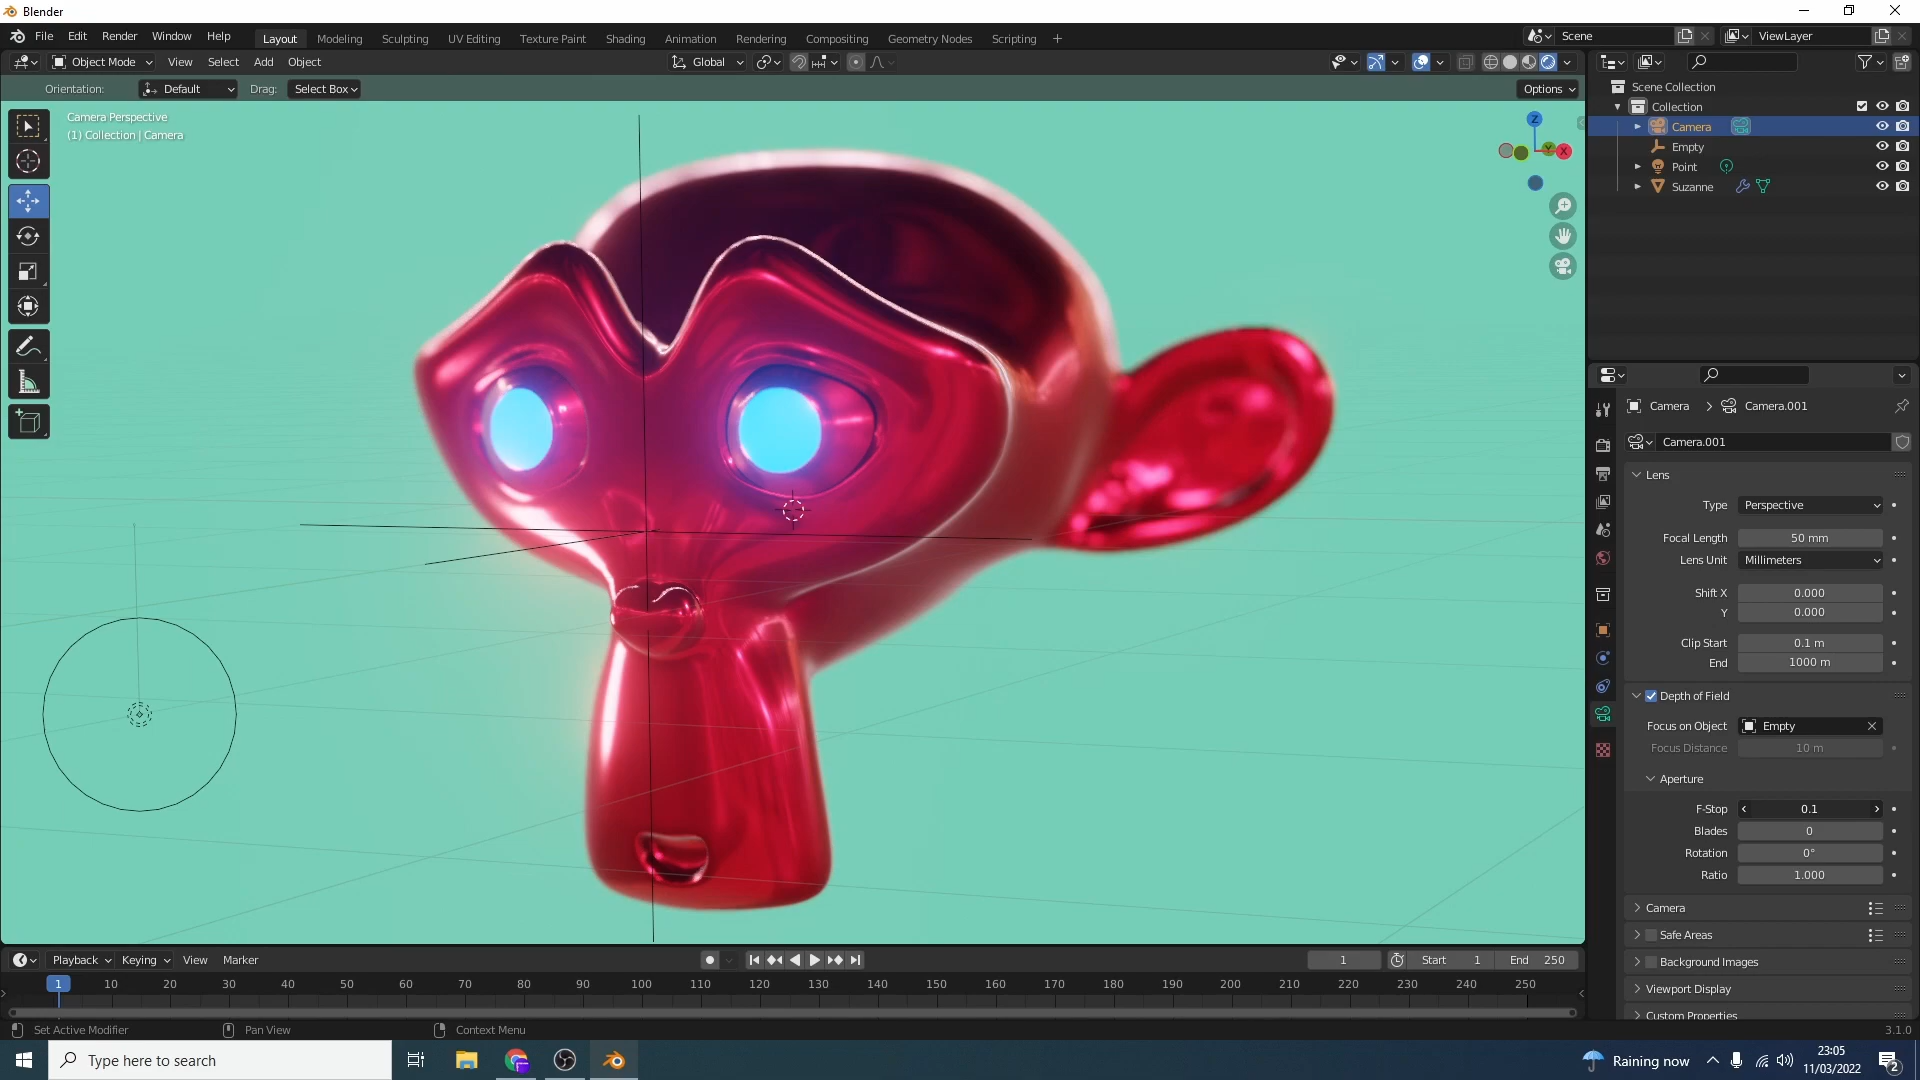 Blender
File Edit Render Window Help Layout Modeling Sculpting UV Editing Texture Paint Shading Animation Rendering Compositing Geometry Nodes Scripting + Scene ViewLayer
Object Mode View Select Add Object Global
Orientation: Default Drag: Select Box Options
Camera Perspective
(1) Collection | Camera
Z
Y
X
Scene Collection
Collection
Camera
Empty
Point
Suzanne
Camera > Camera.001
Camera.001
Lens
Type Perspective
Focal Length 50 mm
Lens Unit Millimeters
Shift X 0.000
Y 0.000
Clip Start 0.1 m
End 1000 m
Depth of Field
Focus on Object Empty
Focus Distance 10 m
Aperture
F-Stop 0.1
Blades 0
Rotation 0°
Ratio 1.000
Camera
Safe Areas
Background Images
Viewport Display
Custom Properties
Playback Keying View Marker 1 Start 1 End 250
1 10 20 30 40 50 60 70 80 90 100 110 120 130 140 150 160 170 180 190 200 210 220 230 240 250
Set Active Modifier Pan View Context Menu 3.1.0
Type here to search Raining now 23:05
11/03/2022
2